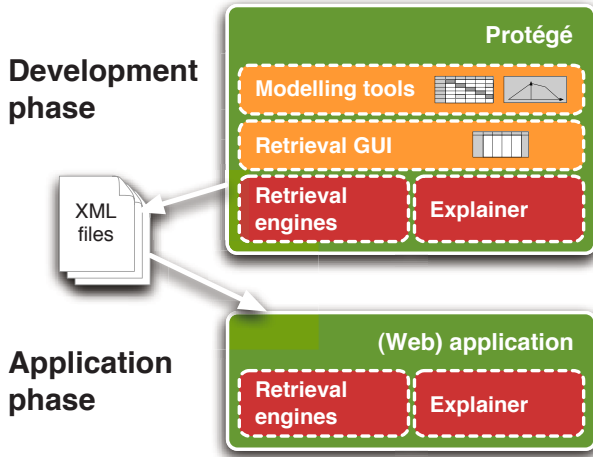 Protégé
Development
phase
Modelling tools
Retrieval GUI
Retrieval
engines
Explainer
XML
files
(Web) application
Application
phase
Retrieval
engines
Explainer